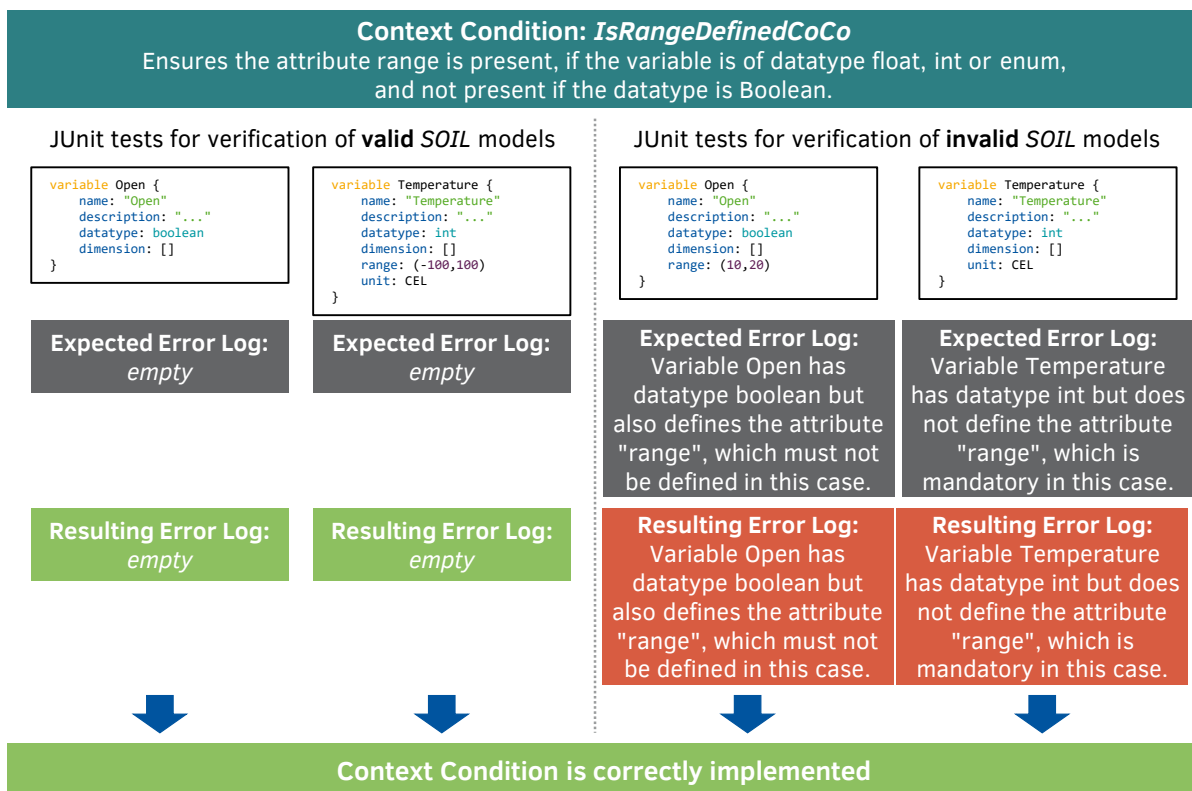 Context Condition: IsRangeDefinedCoCo
Ensures the attribute range is present, if the variable is of datatype float, int or enum,
and not present if the datatype is Boolean.
JUnit tests for verification of valid SOIL models
variable Open {
name: "Open"
description: "..."
datatype: boolean
dimension: []
}
variable Temperature {
name: "Temperature"
description: "..."
datatype: int
dimension: []
range: (-100,100)
unit: CEL
}
Expected Error Log:
empty
Expected Error Log:
empty
Resulting Error Log:
empty
Resulting Error Log:
empty
JUnit tests for verification of invalid SOIL models
variable Open {
name: "Open"
description: "..."
datatype: boolean
dimension: []
range: (10,20)
}
variable Temperature {
name: "Temperature"
description: "..."
datatype: int
dimension: []
unit: CEL
}
Expected Error Log:
Variable Open has
datatype boolean but
also defines the attribute
"range", which must not
be defined in this case.
Expected Error Log:
Variable Temperature
has datatype int but does
not define the attribute
"range", which is
mandatory in this case.
Resulting Error Log:
Variable Open has
datatype boolean but
also defines the attribute
"range", which must not
be defined in this case.
Resulting Error Log:
Variable Temperature
has datatype int but does
not define the attribute
"range", which is
mandatory in this case.
Context Condition is correctly implemented